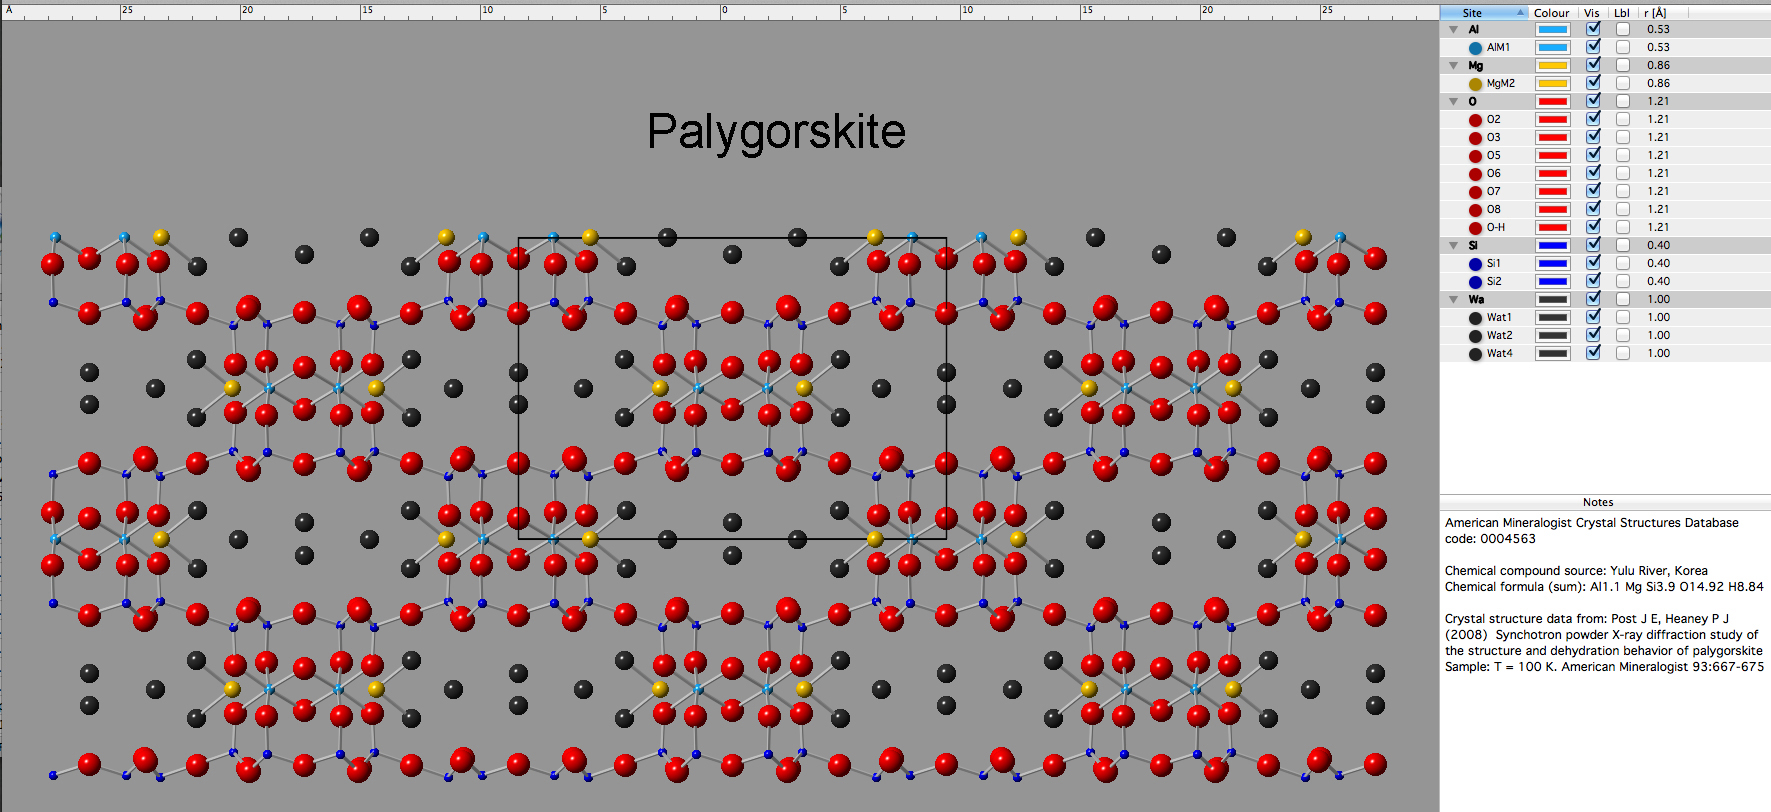 Å 25 20 15 10 5 0 5 10 15 20 25
Palygorskite
Site Colour Vis Lbl r [Å]
Al 0.53
AlM1 0.53
Mg 0.86
MgM2 0.86
O 1.21
O2 1.21
O3 1.21
O5 1.21
O6 1.21
O7 1.21
O8 1.21
O-H 1.21
Si 0.40
Si1 0.40
Si2 0.40
Wa 1.00
Wat1 1.00
Wat2 1.00
Wat4 1.00
Notes
American Mineralogist Crystal Structures Database
code: 0004563
Chemical compound source: Yulu River, Korea
Chemical formula (sum): Al1.1 Mg Si3.9 O14.92 H8.84
Crystal structure data from: Post J E, Heaney P J
(2008) Synchotron powder X-ray diffraction study of
the structure and dehydration behavior of palygorskite
Sample: T = 100 K. American Mineralogist 93:667-675